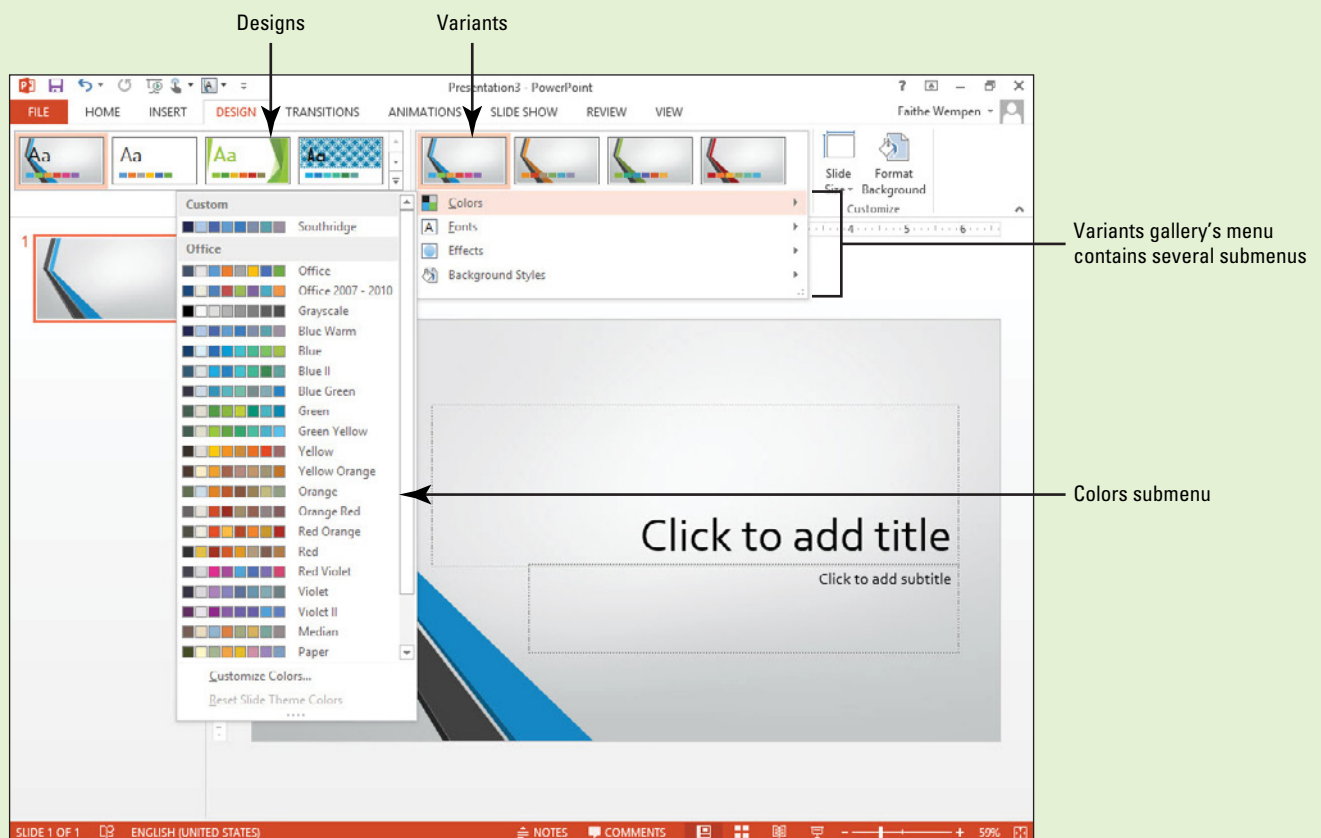 Designs
Variants
Presentation3 - PowerPoint
FILE HOME INSERT DESIGN TRANSITIONS ANIMATIONS SLIDE SHOW REVIEW VIEW
Faithe Wempen
Aa Aa Aa Aa
Slide Size
Format Background
Customize
Custom
Southridge
Office
Office
Office 2007 - 2010
Grayscale
Blue Warm
Blue
Blue II
Blue Green
Green
Green Yellow
Yellow
Yellow Orange
Orange
Orange Red
Red Orange
Red
Red Violet
Violet
Violet II
Median
Paper
Customize Colors...
Reset Slide Theme Colors
Colors
Fonts
Effects
Background Styles
4 5 6
Variants gallery's menu
contains several submenus
1
Colors submenu
Click to add title
Click to add subtitle
SLIDE 1 OF 1 ENGLISH (UNITED STATES) NOTES COMMENTS 59%